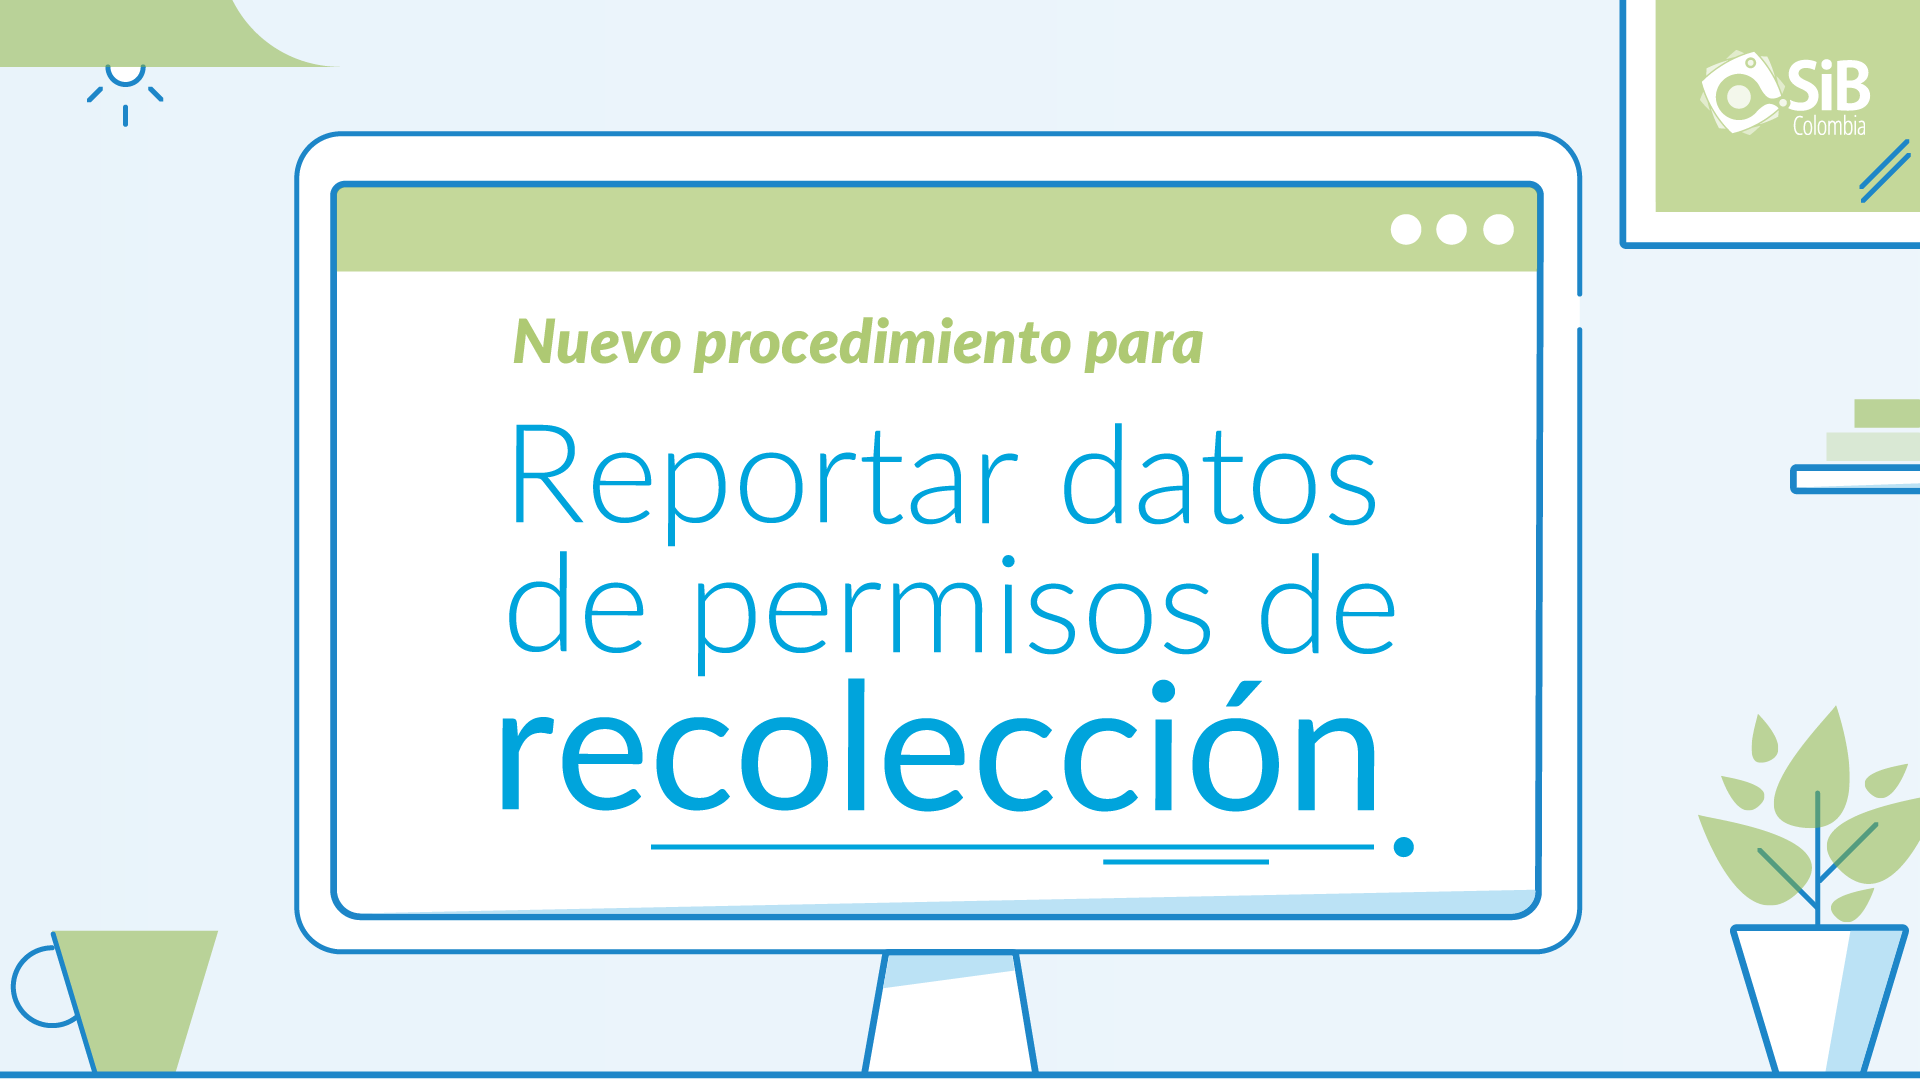 SiB
Colombia
Nuevo procedimiento para
Reportar datos
de permisos de
recolección